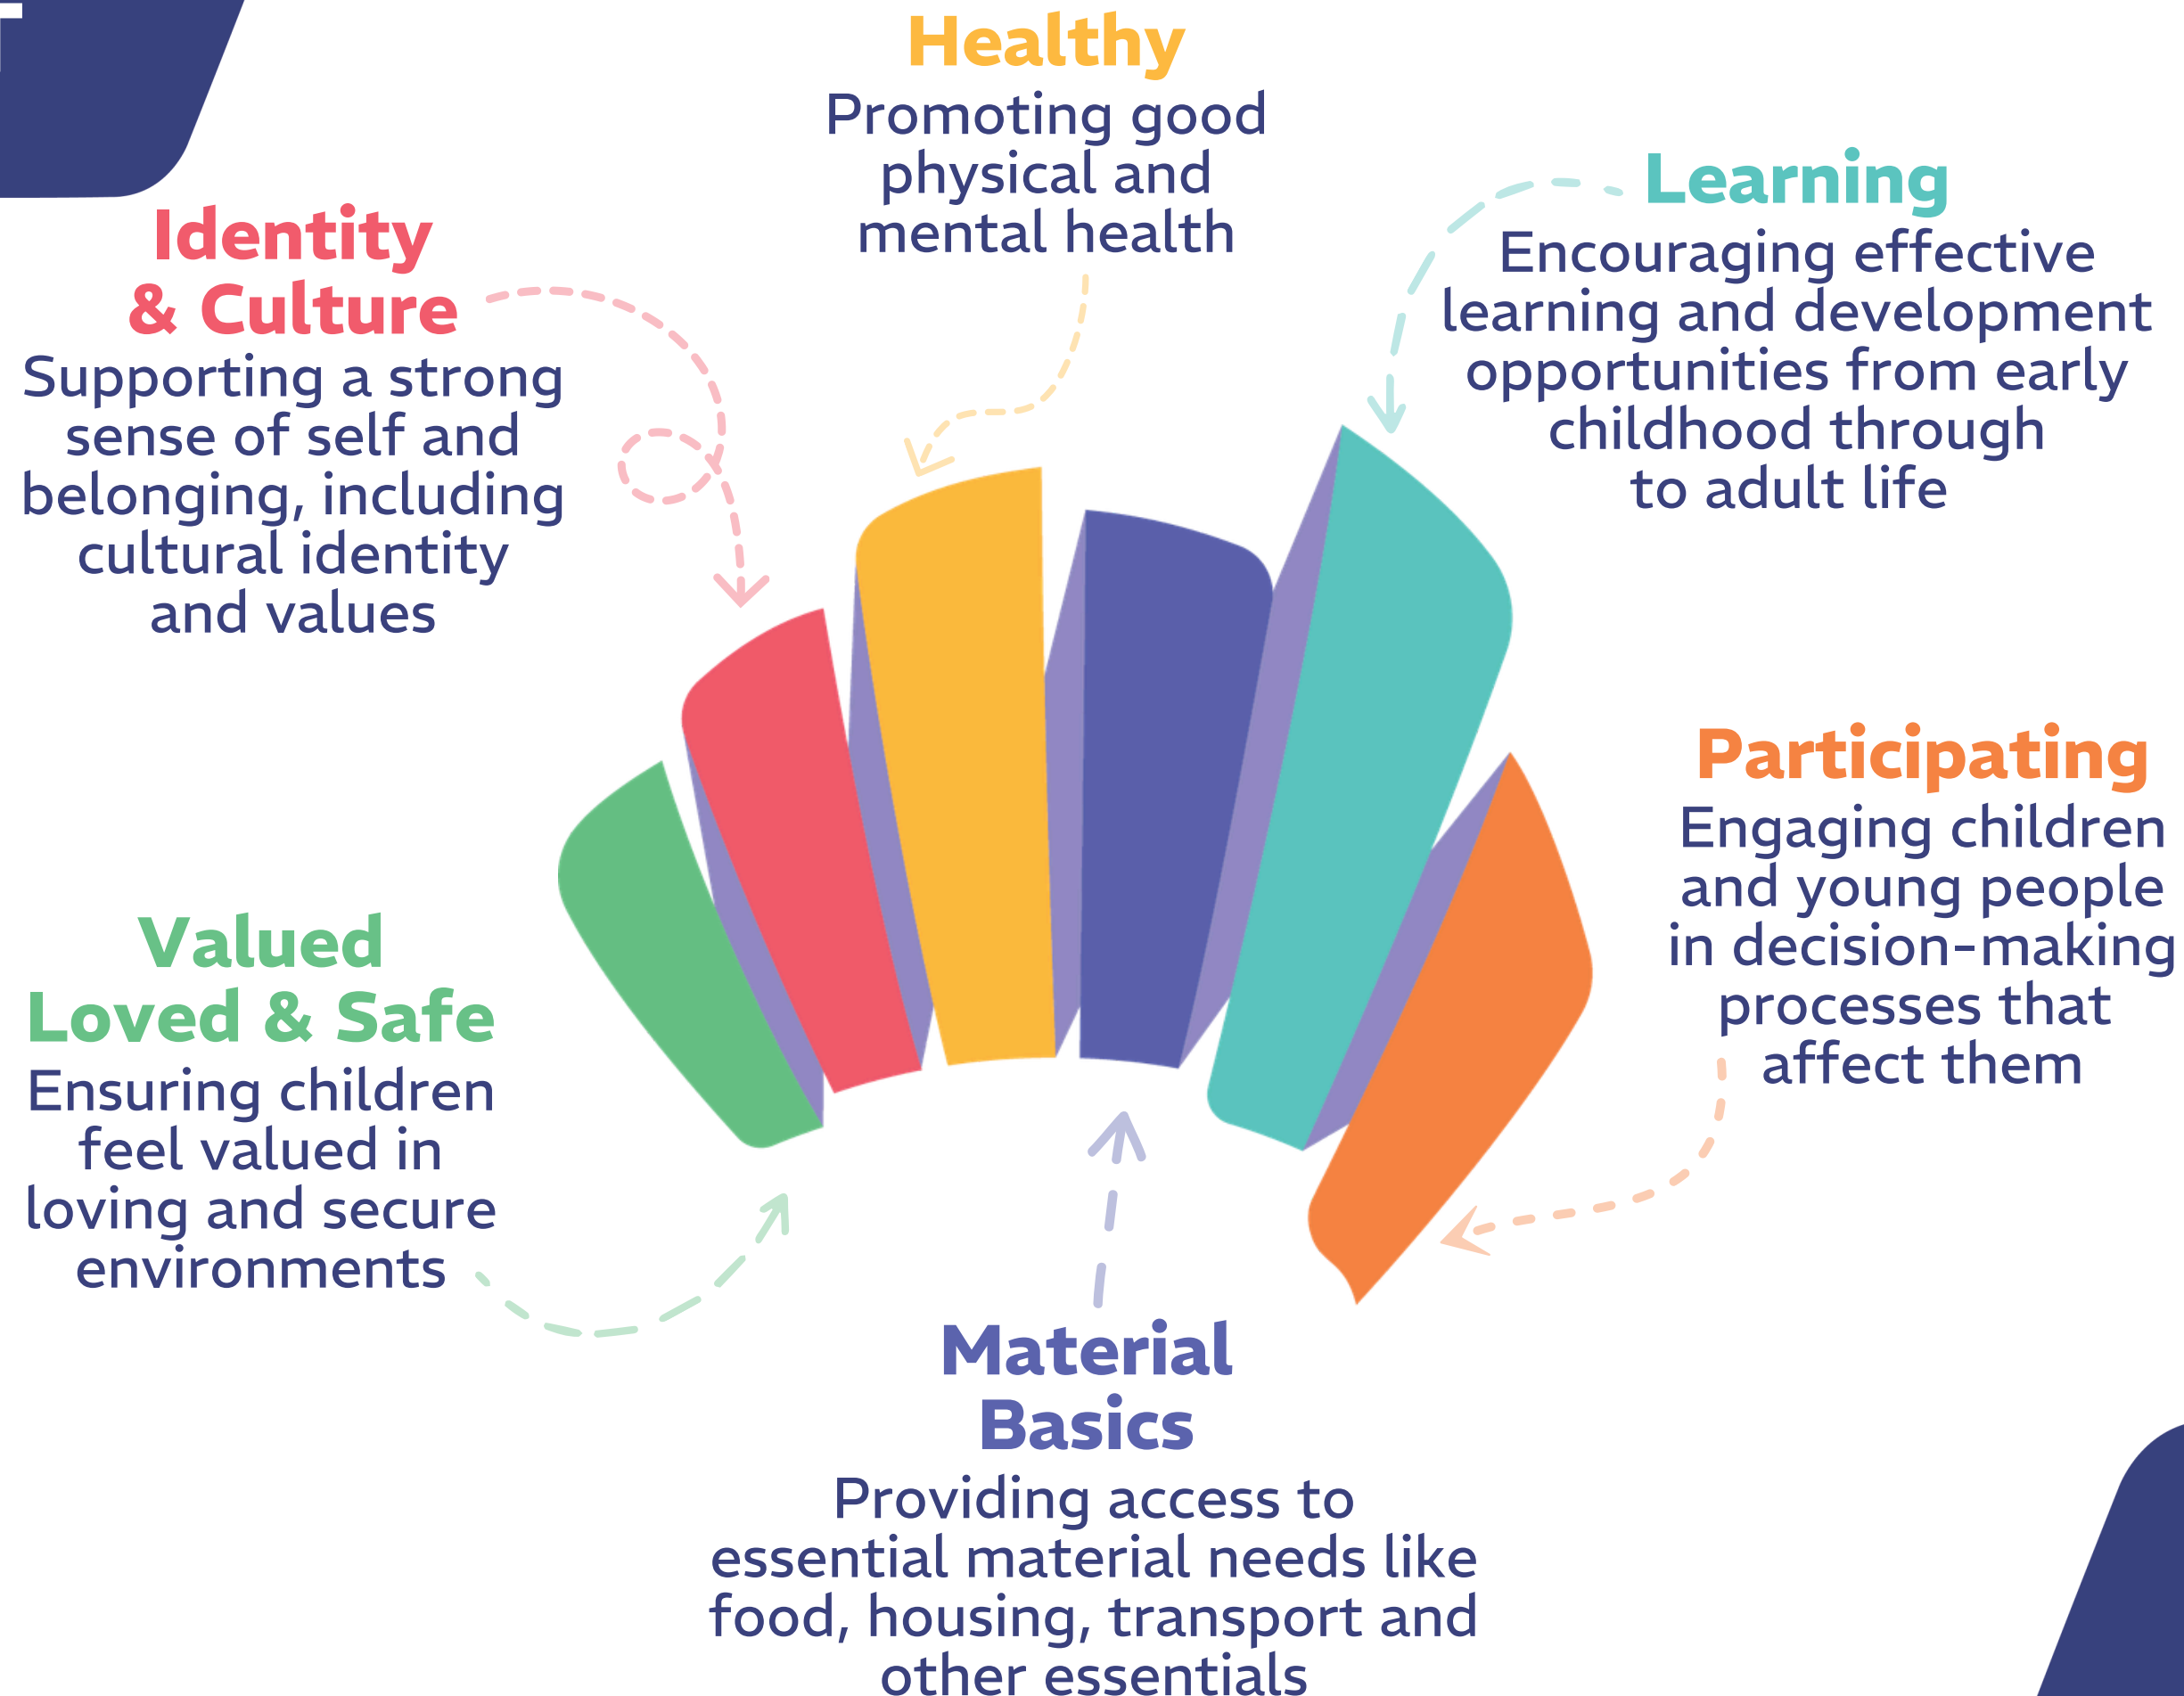 Healthy
Promoting good
physical and
mental health
Learning
Encouraging effective
learning and development
opportunities from early
childhood through
to adult life
Identity
& Culture
Supporting a strong
sense of self and
belonging, including
cultural identity
and values
Participating
Engaging children
and young people
in decision-making
processes that
affect them
Valued
Loved & Safe
Ensuring children
feel valued in
loving and secure
environments
Material
Basics
Providing access to
essential material needs like
food, housing, transport and
other essentials